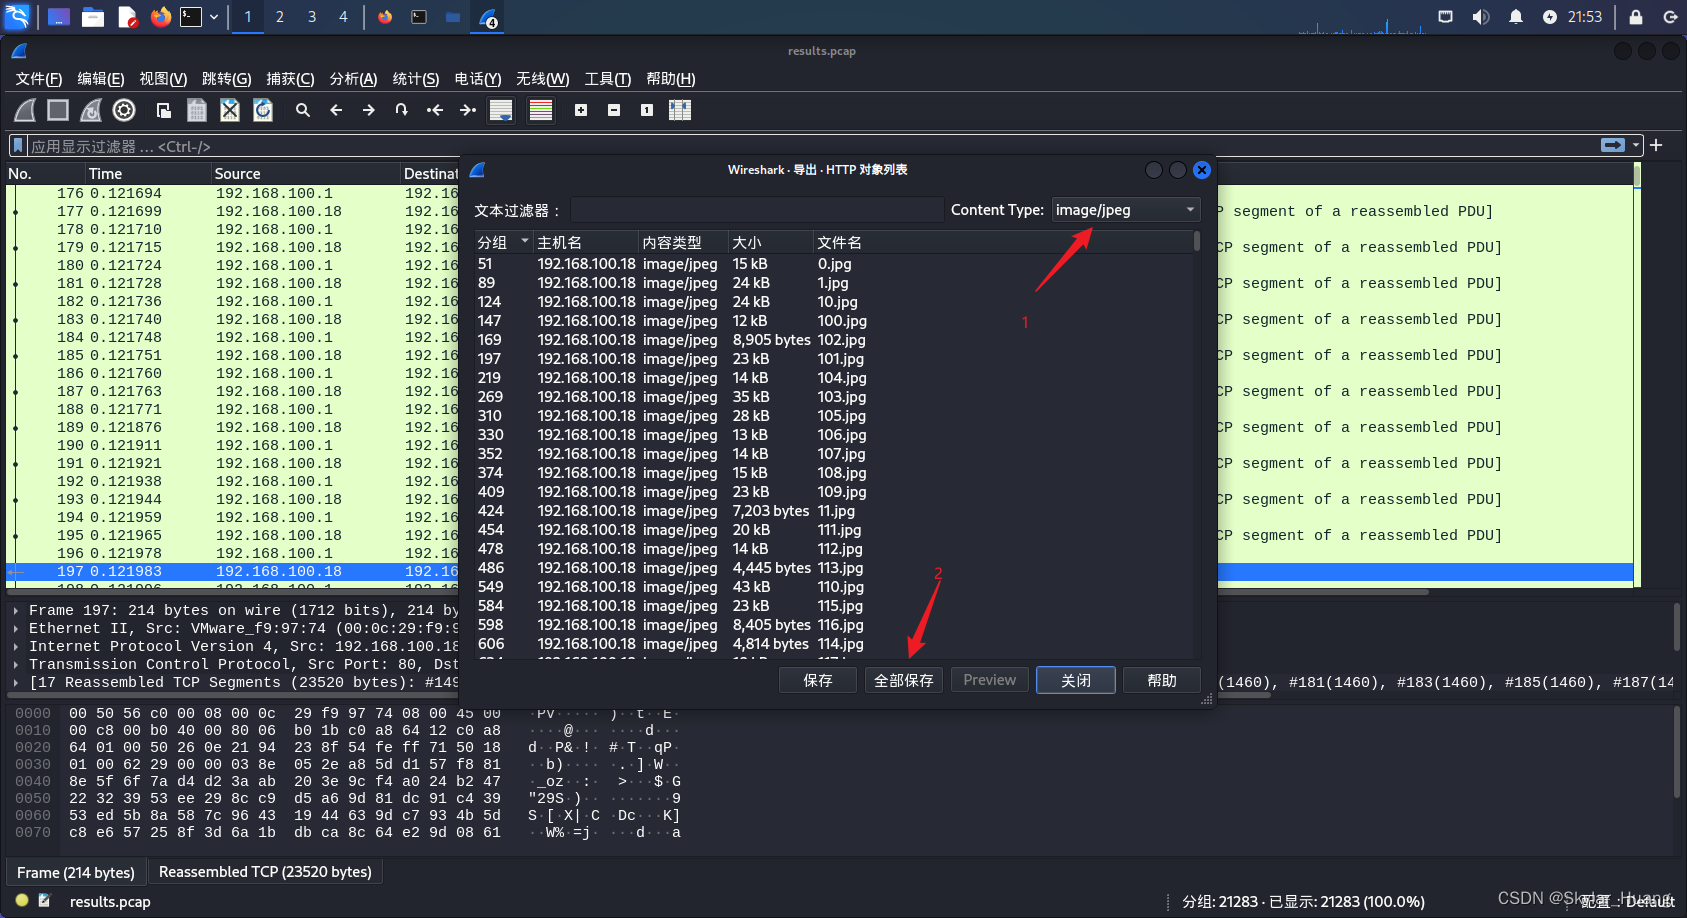 1 2 3 4
4
21:53
results.pcap
文件(F) 编辑(E) 视图(V) 跳转(G) 捕获(C) 分析(A) 统计(S) 电话(Y) 无线(W) 工具(T) 帮助(H)
应用显示过滤器 … <Ctrl-/>
No. Time Source Destinat
176 0.121694 192.168.100.1 192.16
177 0.121699 192.168.100.18 192.16 P segment of a reassembled PDU]
178 0.121710 192.168.100.1 192.16
179 0.121715 192.168.100.18 192.16 CP segment of a reassembled PDU]
180 0.121724 192.168.100.1 192.16
181 0.121728 192.168.100.18 192.16 CP segment of a reassembled PDU]
182 0.121736 192.168.100.1 192.16
183 0.121740 192.168.100.18 192.16 CP segment of a reassembled PDU]
184 0.121748 192.168.100.1 192.16
185 0.121751 192.168.100.18 192.16 CP segment of a reassembled PDU]
186 0.121760 192.168.100.1 192.16
187 0.121763 192.168.100.18 192.16 CP segment of a reassembled PDU]
188 0.121771 192.168.100.1 192.16
189 0.121876 192.168.100.18 192.16 CP segment of a reassembled PDU]
190 0.121911 192.168.100.1 192.16
191 0.121921 192.168.100.18 192.16 CP segment of a reassembled PDU]
192 0.121938 192.168.100.1 192.16
193 0.121944 192.168.100.18 192.16 CP segment of a reassembled PDU]
194 0.121959 192.168.100.1 192.16
195 0.121965 192.168.100.18 192.16 CP segment of a reassembled PDU]
196 0.121978 192.168.100.1 192.16
197 0.121983 192.168.100.18 192.16
Wireshark · 导出 · HTTP 对象列表
文本过滤器： Content Type: image/jpeg
分组 主机名 内容类型 大小 文件名
51 192.168.100.18 image/jpeg 15 kB 0.jpg
89 192.168.100.18 image/jpeg 24 kB 1.jpg
124 192.168.100.18 image/jpeg 24 kB 10.jpg
147 192.168.100.18 image/jpeg 12 kB 100.jpg
169 192.168.100.18 image/jpeg 8,905 bytes 102.jpg
197 192.168.100.18 image/jpeg 23 kB 101.jpg
219 192.168.100.18 image/jpeg 14 kB 104.jpg
269 192.168.100.18 image/jpeg 35 kB 103.jpg
310 192.168.100.18 image/jpeg 28 kB 105.jpg
330 192.168.100.18 image/jpeg 13 kB 106.jpg
352 192.168.100.18 image/jpeg 14 kB 107.jpg
374 192.168.100.18 image/jpeg 15 kB 108.jpg
409 192.168.100.18 image/jpeg 23 kB 109.jpg
424 192.168.100.18 image/jpeg 7,203 bytes 11.jpg
454 192.168.100.18 image/jpeg 20 kB 111.jpg
478 192.168.100.18 image/jpeg 14 kB 112.jpg
486 192.168.100.18 image/jpeg 4,445 bytes 113.jpg
549 192.168.100.18 image/jpeg 43 kB 110.jpg
584 192.168.100.18 image/jpeg 23 kB 115.jpg
598 192.168.100.18 image/jpeg 8,405 bytes 116.jpg
606 192.168.100.18 image/jpeg 4,814 bytes 114.jpg
1
2
保存 全部保存 Preview 关闭 帮助
Frame 197: 214 bytes on wire (1712 bits), 214 by
Ethernet II, Src: VMware_f9:97:74 (00:0c:29:f9:9
Internet Protocol Version 4, Src: 192.168.100.18
Transmission Control Protocol, Src Port: 80, Dst
[17 Reassembled TCP Segments (23520 bytes): #149 (1460), #181(1460), #183(1460), #185(1460), #187(14
0000 00 50 56 c0 00 08 00 0c 29 f9 97 74 08 00 45 00 ·PV····· )··t··E·
0010 00 c8 00 b0 40 00 80 06 b0 1b c0 a8 64 12 c0 a8 ····@··· ····d···
0020 64 01 00 50 26 0e 21 94 23 8f 54 fe ff 71 50 18 d··P&·!· #·T··qP·
0030 01 00 62 29 00 00 03 8e 05 2e a8 5d d1 57 f8 81 ··b)···· ·.·]·W··
0040 8e 5f 6f 7a d4 d2 3a ab 20 3e 9c f4 a0 24 b2 47 ·_oz··:· >···$·G
0050 22 32 39 53 ee 29 8c c9 d5 a6 9d 81 dc 91 c4 39 "29S·)·· ·······9
0060 53 ed 5b 8a 58 7c 96 43 19 44 63 9d c7 93 4b 5d S·[·X|·C ·Dc···K]
0070 c8 e6 57 25 8f 3d 6a 1b db ca 8c 64 e2 9d 08 61 ··W%·=j· ···d···a
Frame (214 bytes) Reassembled TCP (23520 bytes)
results.pcap 分组: 21283 · 已显示: 21283 (100.0%) 配置: Default